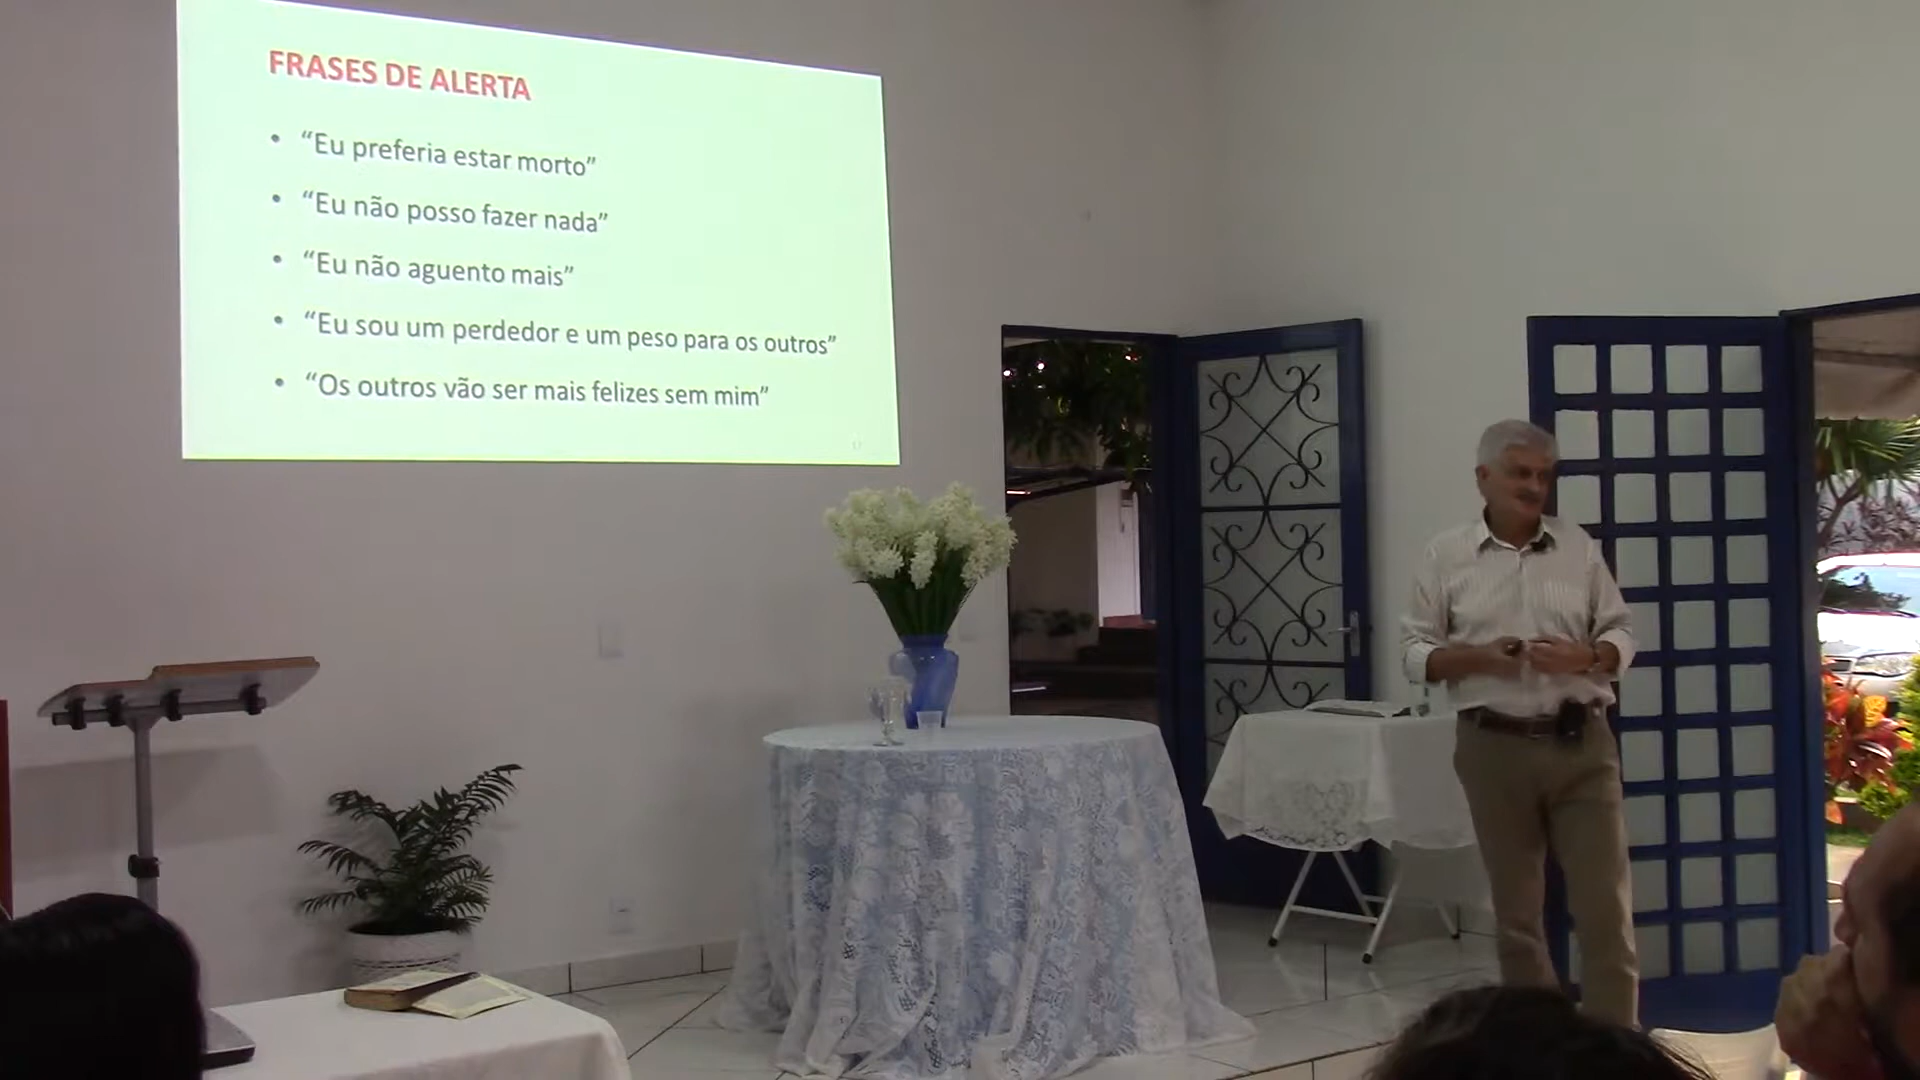 FRASES DE ALERTA
• “Eu preferia estar morto”
• “Eu não posso fazer nada”
• “Eu não aguento mais”
• “Eu sou um perdedor e um peso para os outros”
• “Os outros vão ser mais felizes sem mim”